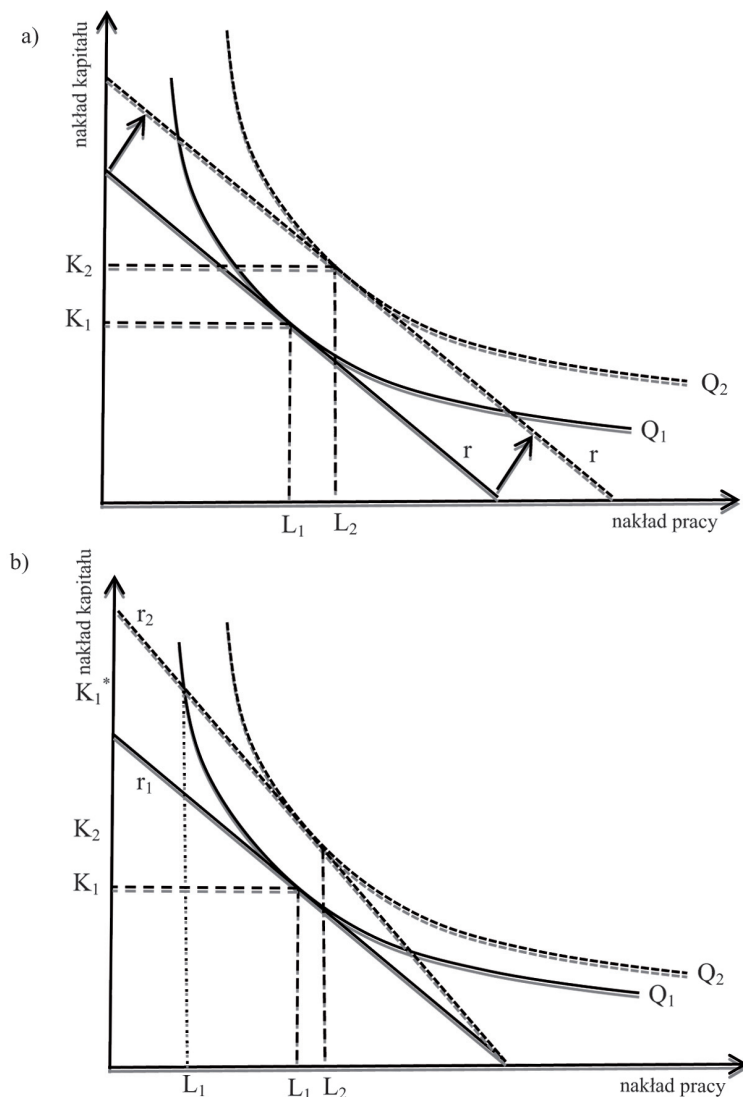 a)
nakład kapitału
K₂
K₁
Q₂
Q₁
r
r
L₁
L₂
nakład pracy
b)
nakład kapitału
r₂
K₁*
r₁
K₂
K₁
Q₂
Q₁
L₁
L₁
L₂
nakład pracy